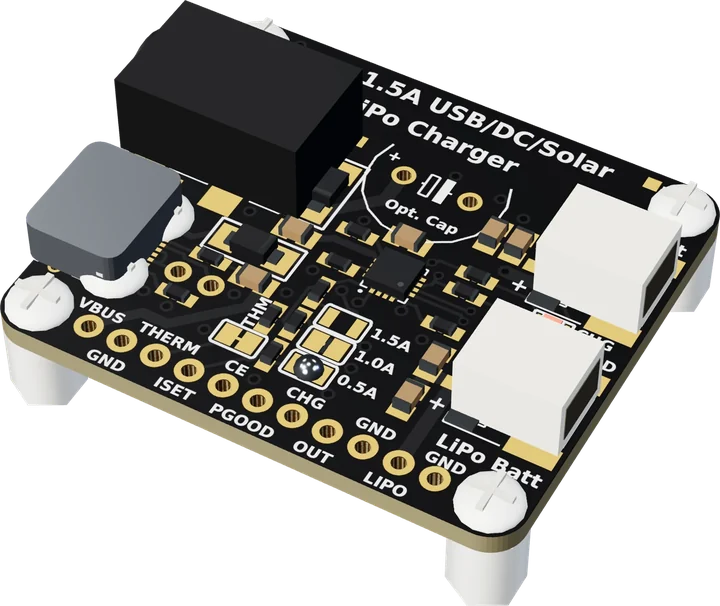 1.5A USB/DC/Solar
iPo Charger
+
Opt. Cap
+
THM
1.5A
1.0A
0.5A
+
VBUS
GND
THERM
ISET
CE
PGOOD
CHG
OUT
GND
LIPO
GND
LiPo Batt